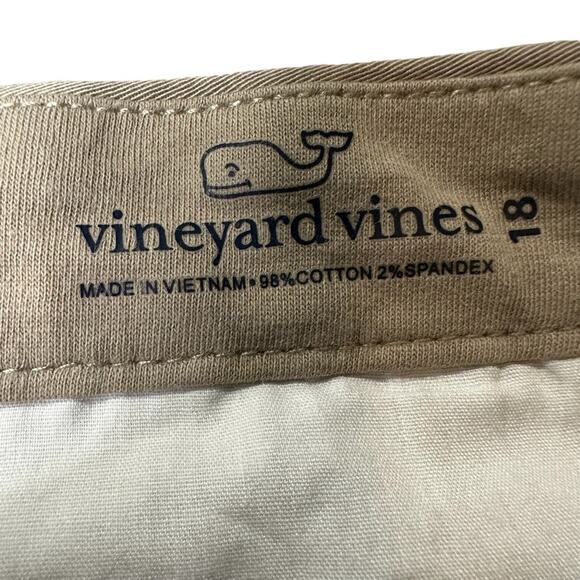 vineyard vines
18
MADE IN VIETNAM • 98%COTTON 2%SPANDEX